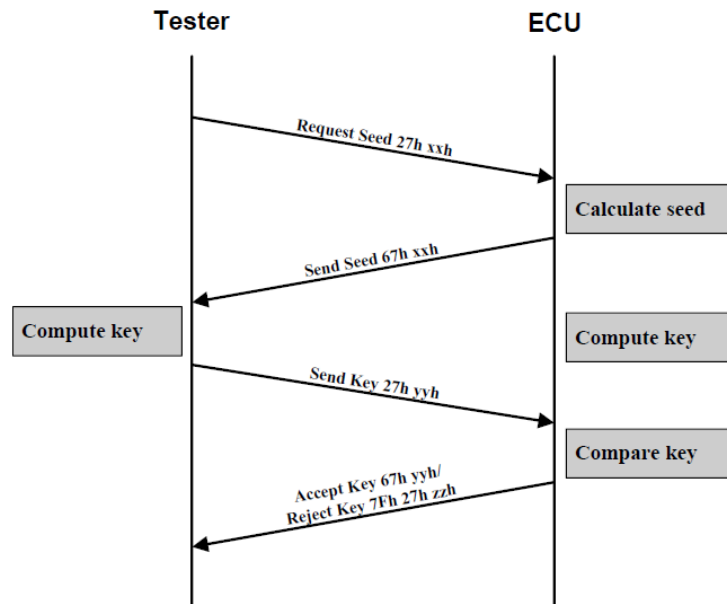 Tester
ECU
Request Seed 27h xxh
Calculate seed
Send Seed 67h xxh
Compute key
Compute key
Send Key 27h yyh
Compare key
Accept Key 67h yyh/
Reject Key 7Fh 27h zzh